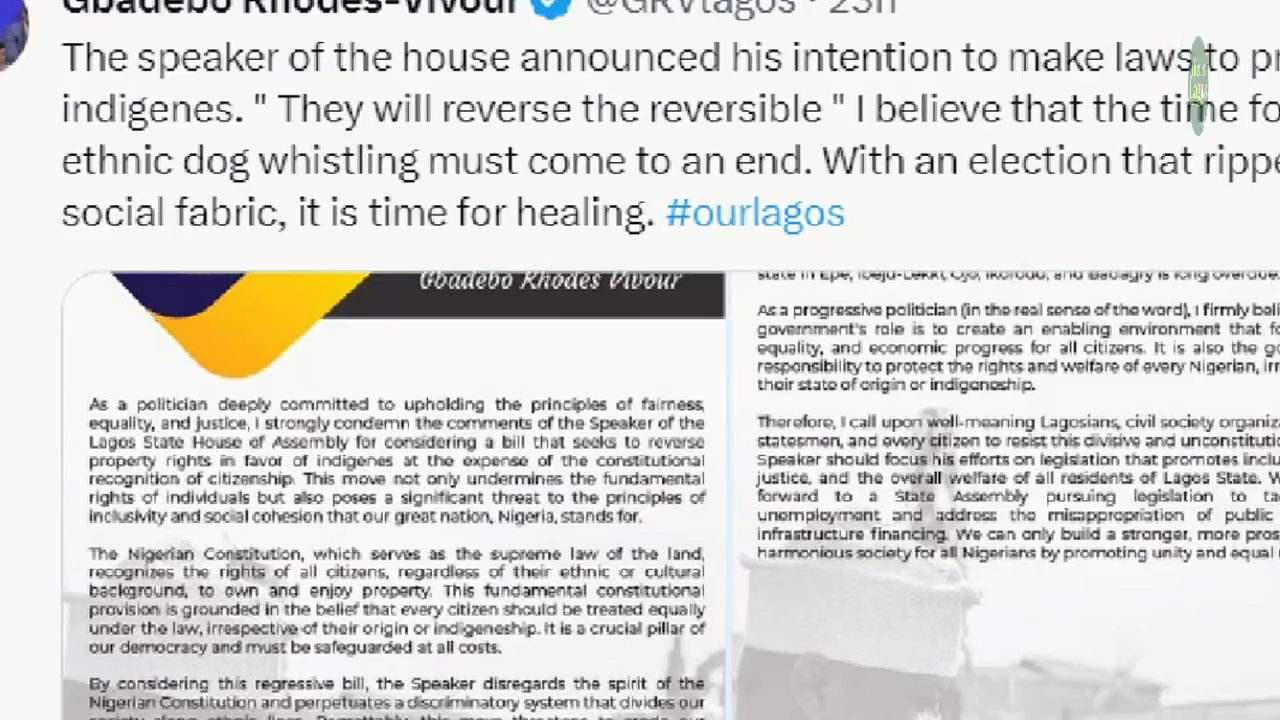 Gbadebo Rhodes-Vivour @GRVlagos · 23h
The speaker of the house announced his intention to make laws to
indigenes. " They will reverse the reversible " I believe that the time
ethnic dog whistling must come to an end. With an election that
social fabric, it is time for healing. #ourlagos
Gbadebo Rhodes Vivour
As a politician deeply committed to upholding the principles of fairness,
equality, and justice, I strongly condemn the comments of the Speaker of the
Lagos State House of Assembly for considering a bill that seeks to reverse
property rights in favor of indigenes at the expense of the constitutional
recognition of citizenship. This move not only undermines the fundamental
rights of individuals but also poses a significant threat to the principles of
inclusivity and social cohesion that our great nation, Nigeria, stands for.
The Nigerian Constitution, which serves as the supreme law of the land,
recognizes the rights of all citizens, regardless of their ethnic or cultural
background, to own and enjoy property. This fundamental constitutional
provision is grounded in the belief that every citizen should be treated equally
under the law, irrespective of their origin or indigeneship. It is a crucial pillar of
our democracy and must be safeguarded at all costs.
By considering this regressive bill, the Speaker disregards the spirit of the
Nigerian Constitution and perpetuates a discriminatory system that divides our
state in Epe, Ibeju-Lekki, Ojo, Ikorodu, and Badagry is long overdue.
As a progressive politician (in the real sense of the word), I firmly
government's role is to create an enabling environment that
equality, and economic progress for all citizens. It is also the
responsibility to protect the rights and welfare of every Nigerian,
their state of origin or indigeneship.
Therefore, I call upon well-meaning Lagosians, civil society
statesmen, and every citizen to resist this divisive and
Speaker should focus his efforts on legislation that promotes
justice, and the overall welfare of all residents of Lagos State.
forward to a State Assembly pursuing legislation to
unemployment and address the misappropriation of public
infrastructure financing. We can only build a stronger, more
harmonious society for all Nigerians by promoting unity and equal